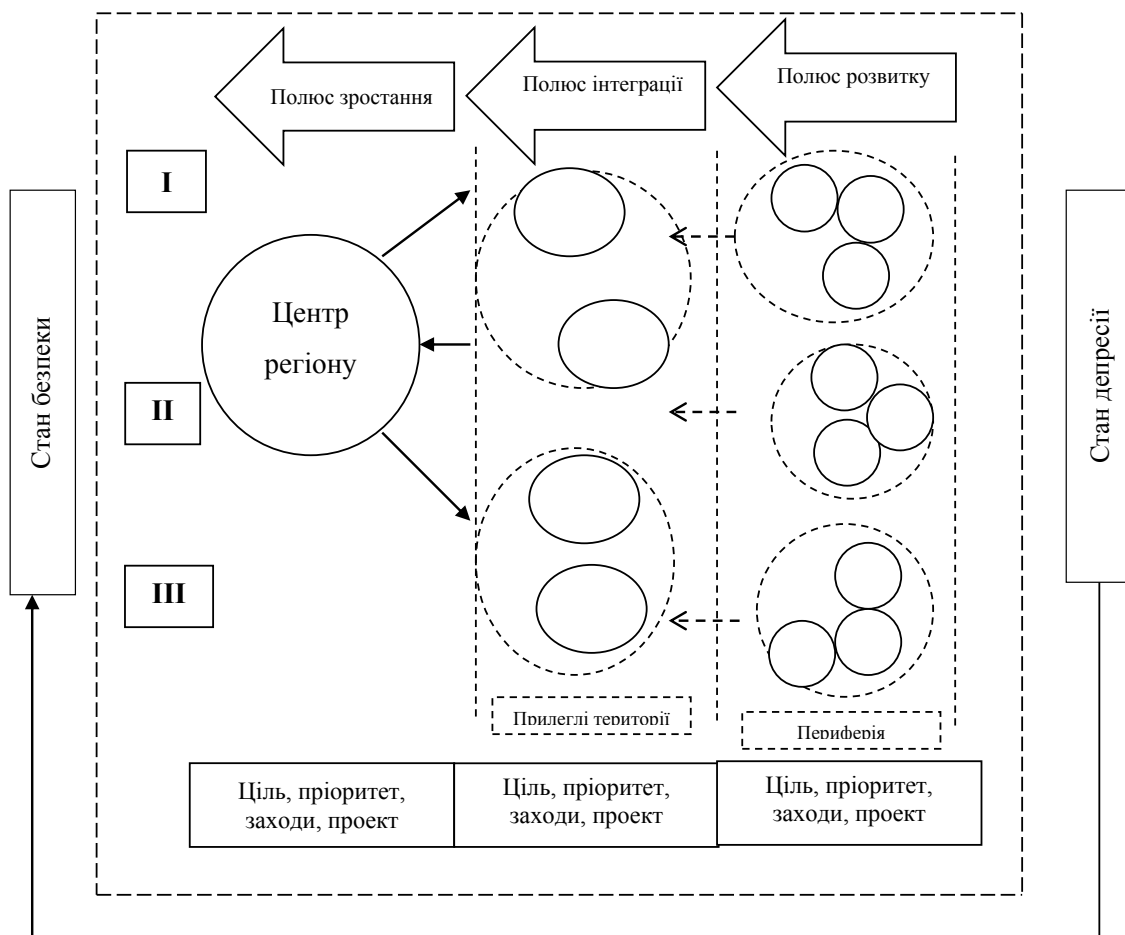 Полюс зростання
Полюс інтеграції
Полюс розвитку
I
Стан безпеки
Центр
регіону
II
Стан депресії
III
Прилеглі території
Периферія
Ціль, пріоритет,
заходи, проект
Ціль, пріоритет,
заходи, проект
Ціль, пріоритет,
заходи, проект